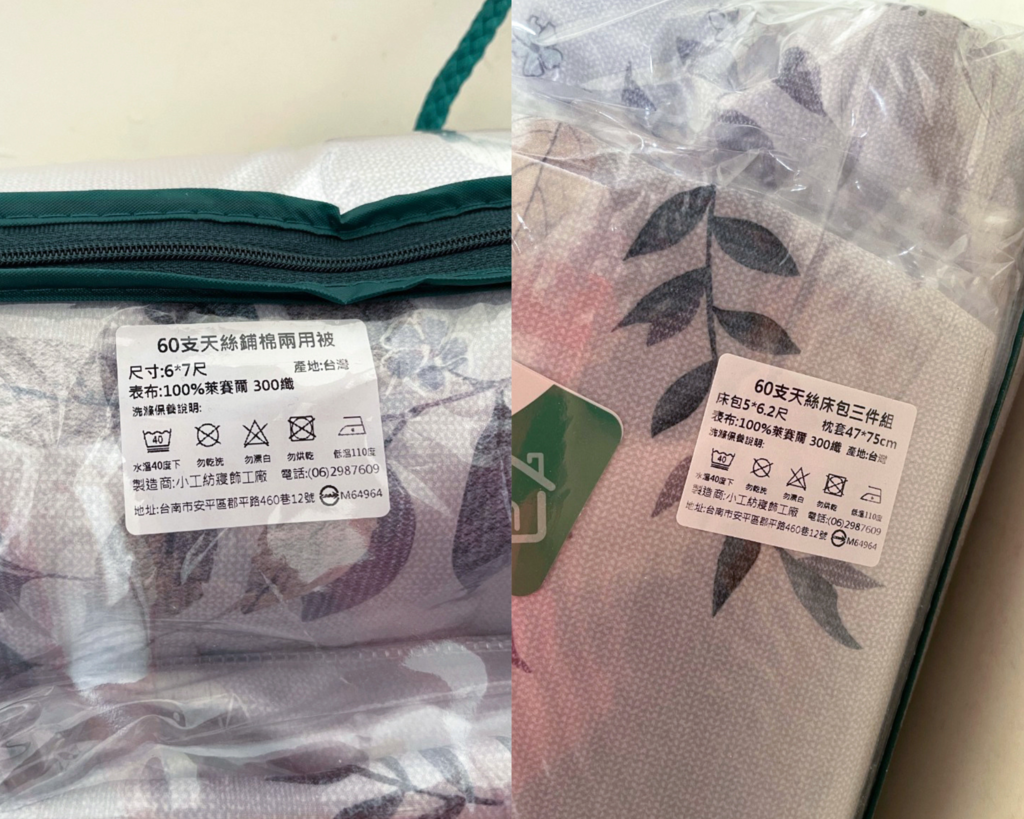 60支天絲鋪棉兩用被
尺寸:6*7尺 產地:台灣
表布:100%萊賽爾 300織
洗滌保養說明:
40
水溫40度下 勿乾洗 勿漂白 勿烘乾 低溫110度
製造商:小工紡寢飾工廠 電話:(06)2987609
地址:台南市安平區郡平路460巷12號 M64964
60支天絲床包三件組
床包5*6.2尺 枕套47*75cm
表布:100%萊賽爾 300織 產地:台灣
洗滌保養說明:
40
水溫40度下 勿乾洗 勿漂白 勿烘乾 低溫110度
製造商:小工紡寢飾工廠 電話:(06)2987609
地址:台南市安平區郡平路460巷12號 M64964